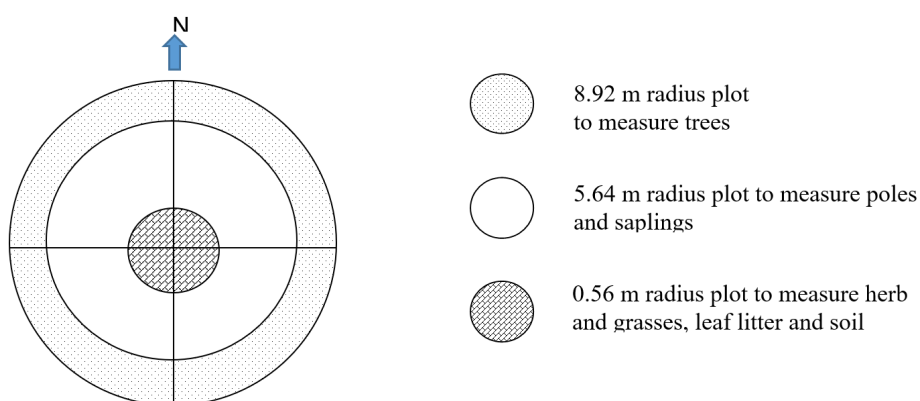 N
8.92 m radius plot
to measure trees
5.64 m radius plot to measure poles
and saplings
0.56 m radius plot to measure herb
and grasses, leaf litter and soil